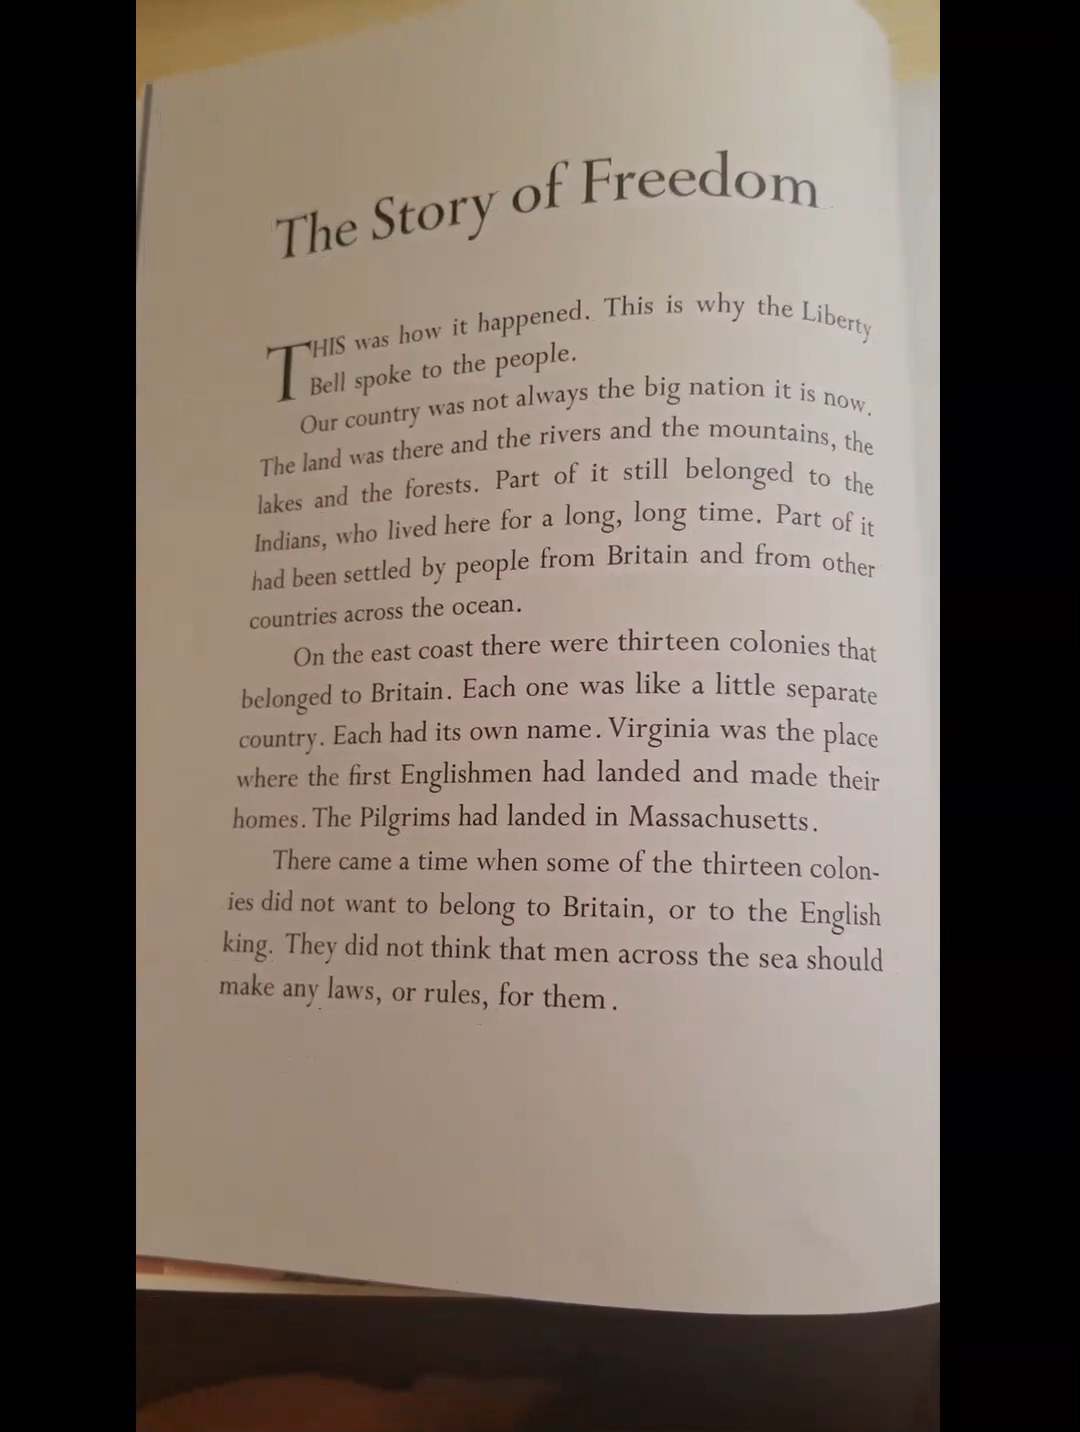 The Story of Freedom
THIS was how it happened. This is why the Liberty
Bell spoke to the people.
Our country was not always the big nation it is now.
The land was there and the rivers and the mountains, the
lakes and the forests. Part of it still belonged to the
Indians, who lived here for a long, long time. Part of it
had been settled by people from Britain and from other
countries across the ocean.
On the east coast there were thirteen colonies that
belonged to Britain. Each one was like a little separate
country. Each had its own name. Virginia was the place
where the first Englishmen had landed and made their
homes. The Pilgrims had landed in Massachusetts.
There came a time when some of the thirteen colon-
ies did not want to belong to Britain, or to the English
king. They did not think that men across the sea should
make any laws, or rules, for them.